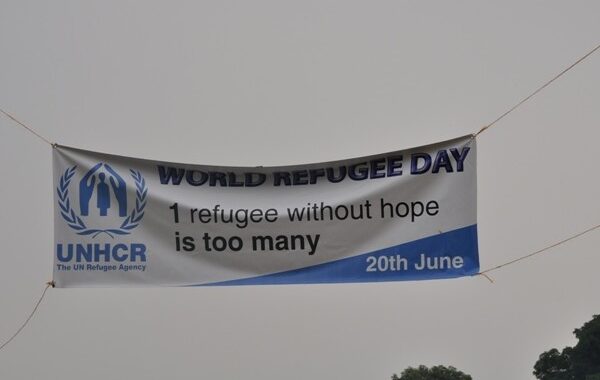 WORLD REFUGEE DAY
1 refugee without hope
is too many
UNHCR
The UN Refugee Agency
20th June